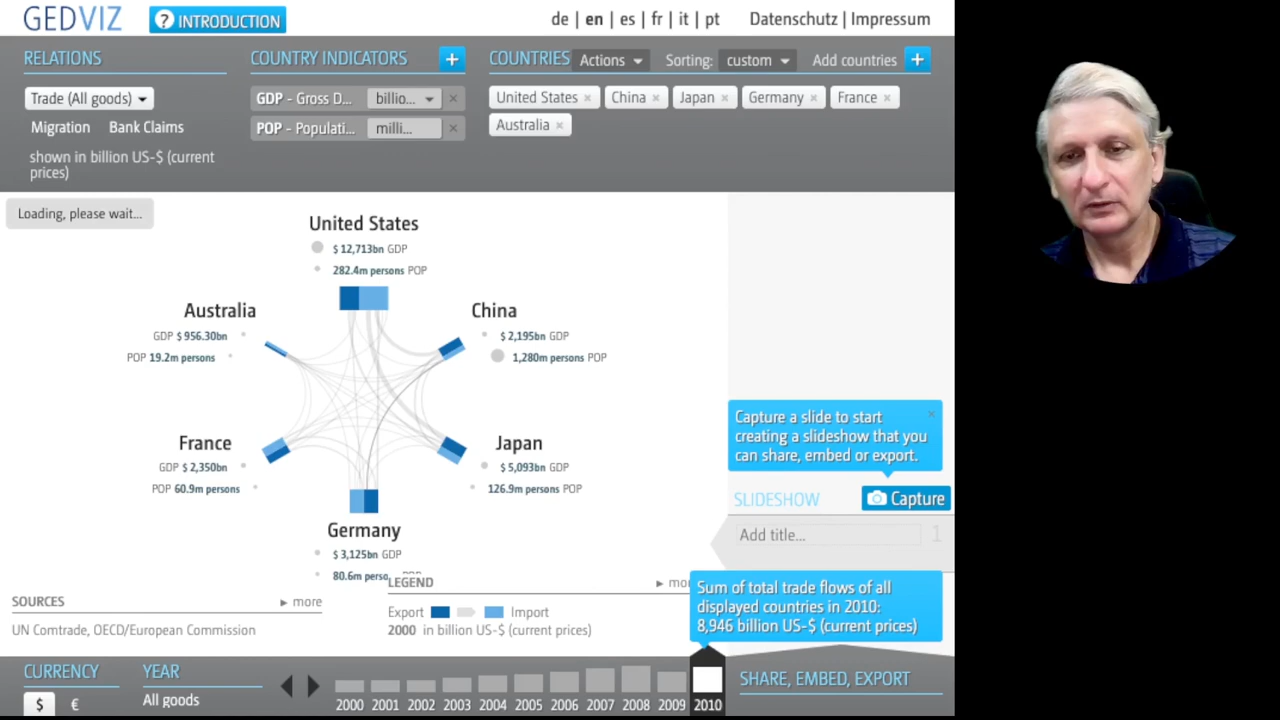 GEDVIZ
? INTRODUCTION
de | en | es | fr | it | pt
Datenschutz | Impressum
RELATIONS
Trade (All goods)
Migration Bank Claims
shown in billion US-$ (current
prices)
COUNTRY INDICATORS +
GDP - Gross D... billio... ×
POP - Populati... milli... ×
COUNTRIES Actions Sorting: custom Add countries +
United States × China × Japan × Germany × France ×
Australia ×
Loading, please wait...
United States
$ 12,713bn GDP
282.4m persons POP
Australia
GDP $ 956.30bn
POP 19.2m persons
China
$ 2,195bn GDP
1,280m persons POP
France
GDP $ 2,350bn
POP 60.9m persons
Japan
$ 5,093bn GDP
126.9m persons POP
Germany
$ 3,125bn GDP
80.6m perso
Capture a slide to start ×
creating a slideshow that you
can share, embed or export.
SLIDESHOW Capture
Add title... 1
SOURCES more
UN Comtrade, OECD/European Commission
LEGEND mor
Export Import
2000 in billion US-$ (current prices)
Sum of total trade flows of all
displayed countries in 2010:
8,946 billion US-$ (current prices)
CURRENCY
$ €
YEAR
All goods
2000 2001 2002 2003 2004 2005 2006 2007 2008 2009 2010
SHARE, EMBED, EXPORT